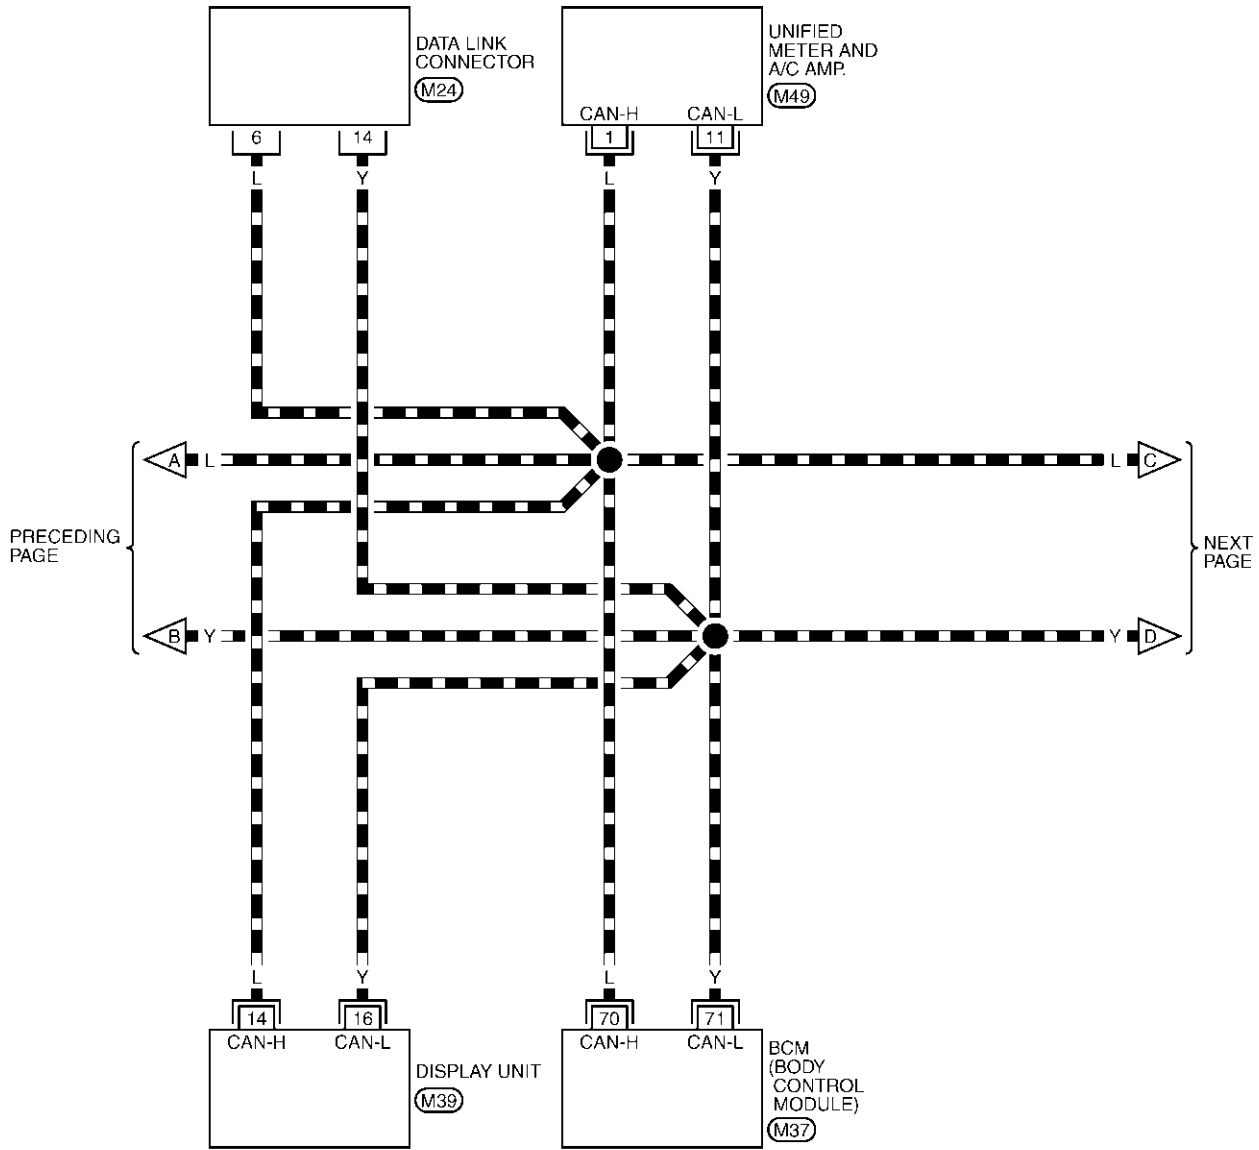 DATA LINK
CONNECTOR
M24
UNIFIED
METER AND
A/C AMP.
M49
CAN-H
CAN-L
6
14
1
11
L
Y
L
Y
A
L
L
C
PRECEDING
PAGE
NEXT
PAGE
B
Y
Y
D
L
Y
L
Y
14
16
70
71
CAN-H
CAN-L
CAN-H
CAN-L
DISPLAY UNIT
M39
BCM
(BODY
CONTROL
MODULE)
M37